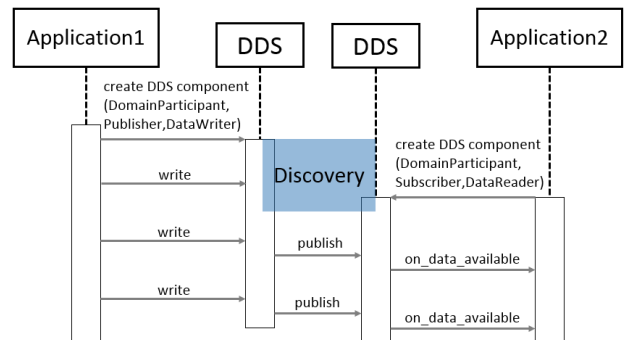 Application1
DDS
DDS
Application2
create DDS component
(DomainParticipant,
Publisher,DataWriter)
create DDS component
(DomainParticipant,
Subscriber,DataReader)
Discovery
write
write
publish
on_data_available
write
publish
on_data_available